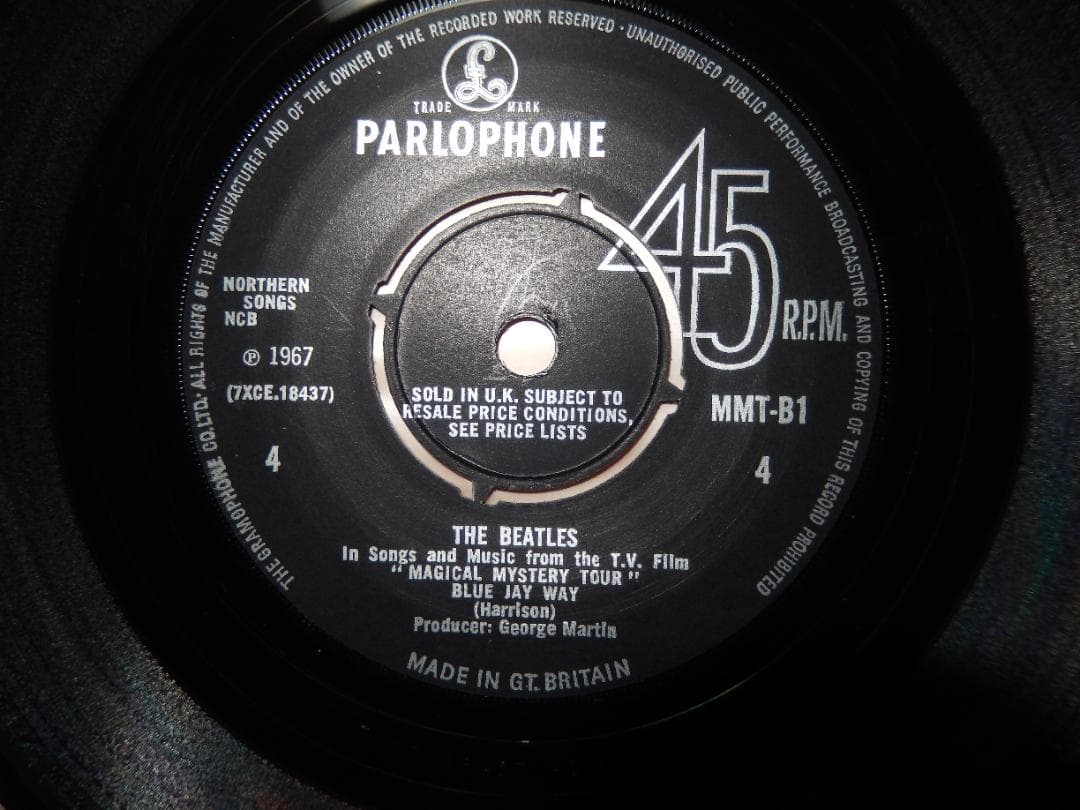 THE GRAMOPHONE CO.LTD. ALL RIGHTS OF THE MANUFACTURER AND OF THE OWNER OF THE RECORDED WORK RESERVED · UNAUTHORISED PUBLIC PERFORMANCE BROADCASTING AND COPYING OF THIS RECORD PROHIBITED
£
TRADE MARK
PARLOPHONE
45 R.P.M.
NORTHERN
SONGS
NCB
℗ 1967
(7XCE.18437)
4
SOLD IN U.K. SUBJECT TO
RESALE PRICE CONDITIONS,
SEE PRICE LISTS
MMT-B1
4
THE BEATLES
In Songs and Music from the T.V. Film
"MAGICAL MYSTERY TOUR"
BLUE JAY WAY
(Harrison)
Producer: George Martin
MADE IN GT. BRITAIN